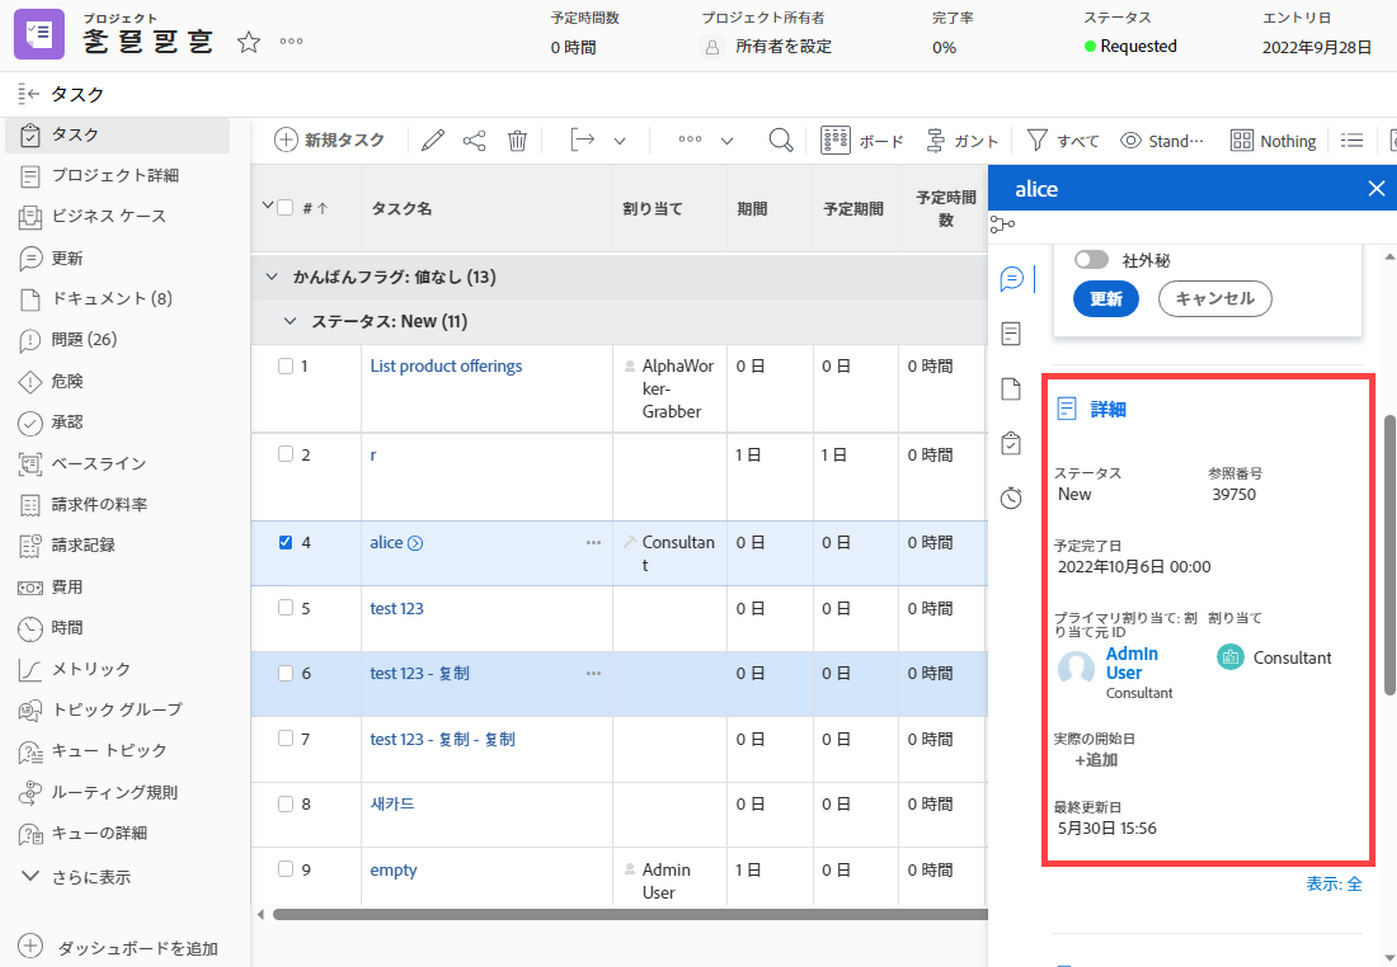 プロジェクト
홅 펼 핕 훈
予定時間数
0 時間
プロジェクト所有者
所有者を設定
完了率
0%
ステータス
Requested
エントリ日
2022年9月28日
タスク
タスク
プロジェクト詳細
ビジネス ケース
更新
ドキュメント (8)
問題 (26)
危険
承認
ベースライン
請求件の料率
請求記録
費用
時間
メトリック
トピック グループ
キュー トピック
ルーティング規則
キューの詳細
さらに表示
ダッシュボードを追加
新規タスク
ボード
ガント
すべて
Stand...
Nothing
# ↑
タスク名
割り当て
期間
予定期間
予定時間
数
かんばんフラグ: 値なし (13)
ステータス: New (11)
1
List product offerings
AlphaWor
ker-
Grabber
0 日
0 日
0 時間
2
r
1 日
1 日
0 時間
4
alice
Consultan
t
0 日
0 日
0 時間
5
test 123
0 日
0 日
0 時間
6
test 123 - 复制
0 日
0 日
0 時間
7
test 123 - 复制 - 复制
0 日
0 日
0 時間
8
새카드
0 日
0 日
0 時間
9
empty
Admin
User
1 日
0 日
0 時間
alice
社外秘
更新
キャンセル
詳細
ステータス
New
参照番号
39750
予定完了日
2022年10月6日 00:00
プライマリ割り当て: 割
り当て元 ID
Admin
User
Consultant
割り当て
Consultant
実際の開始日
+追加
最終更新日
5月30日 15:56
表示: 全